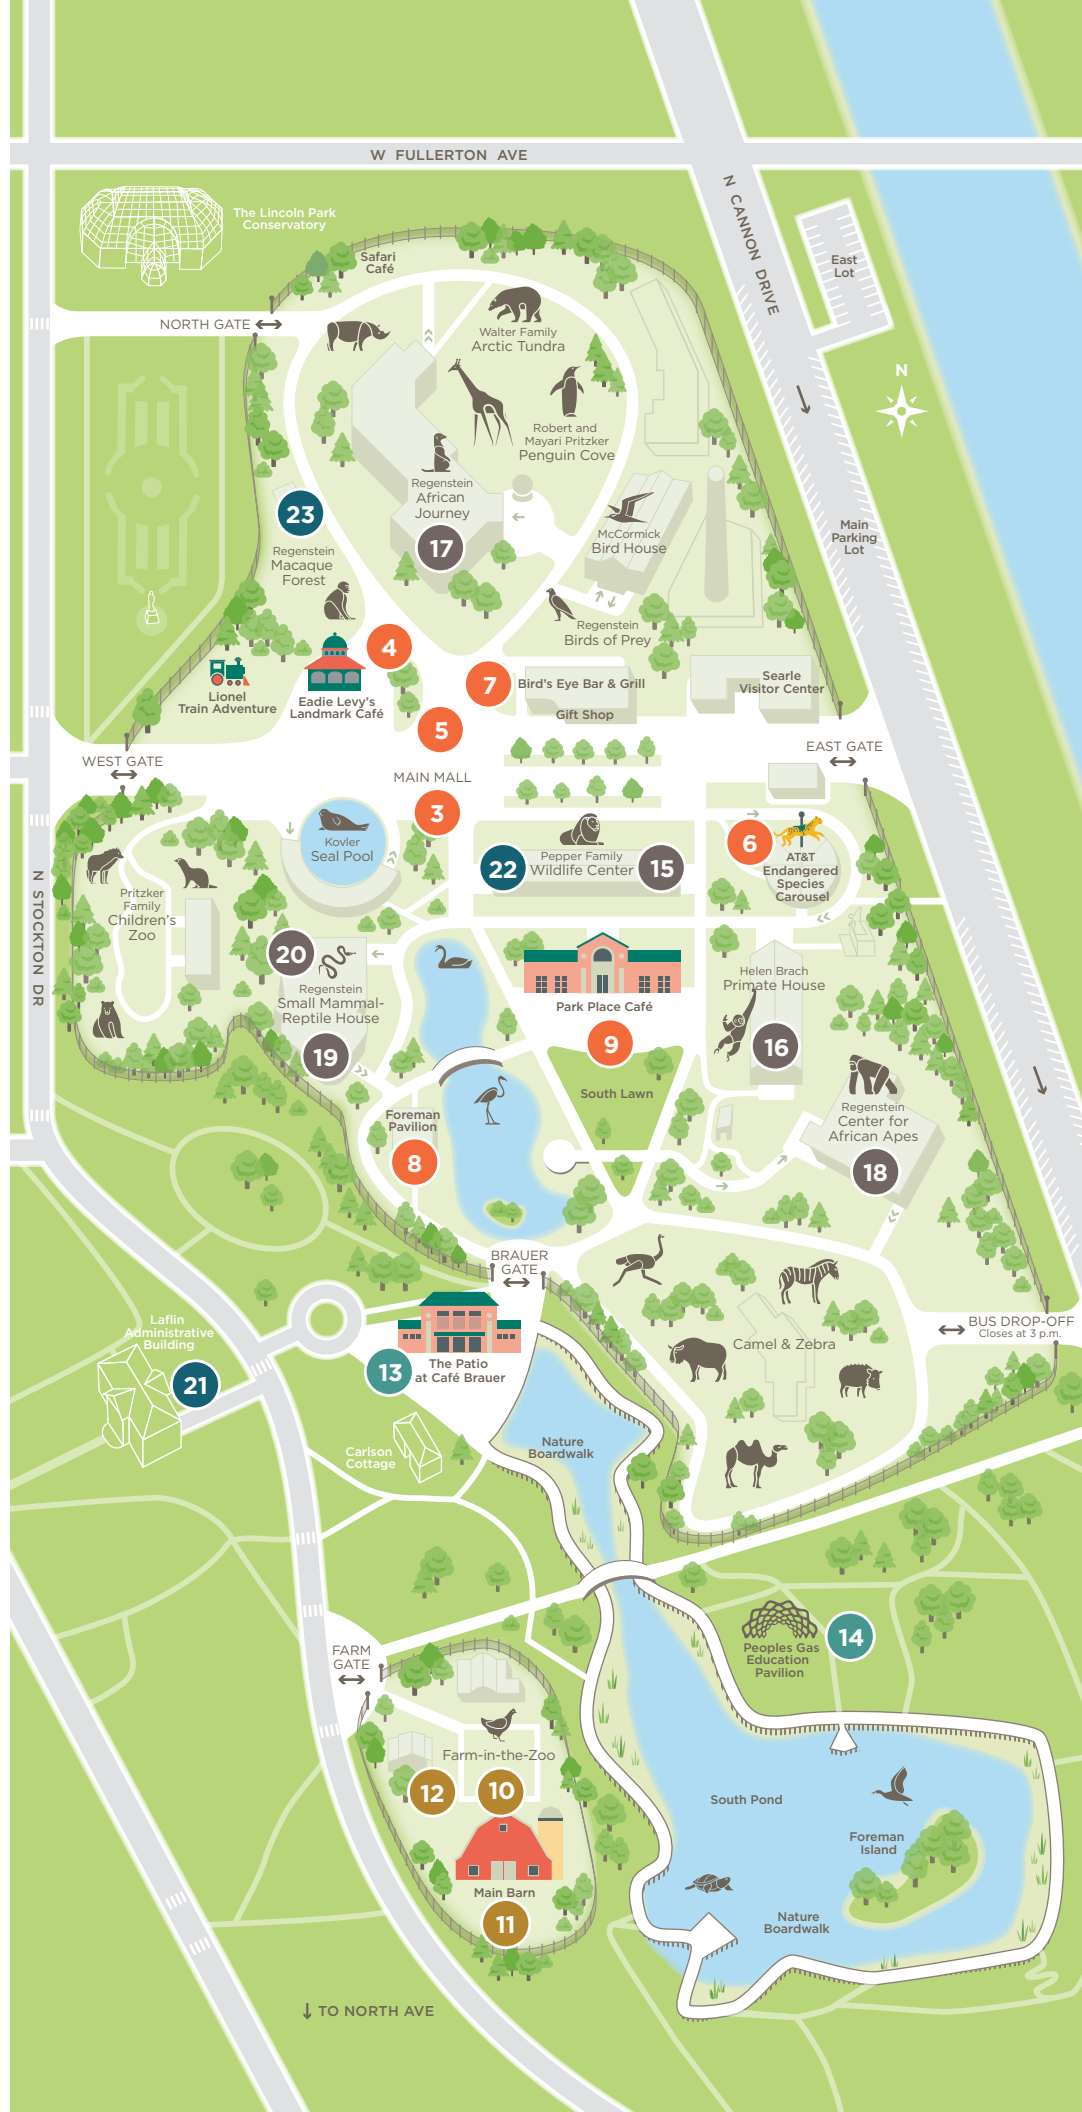 W FULLERTON AVE
N CANNON DRIVE
The Lincoln Park
Conservatory
Safari
Café
East
Lot
NORTH GATE
Walter Family
Arctic Tundra
N
Robert and
Mayari Pritzker
Penguin Cove
Regenstein
African
Journey
17
23
Regenstein
Macaque
Forest
McCormick
Bird House
Main
Parking
Lot
Regenstein
Birds of Prey
4
Lionel
Train Adventure
Eadie Levy's
Landmark Café
7
Bird's Eye Bar & Grill
Gift Shop
Searle
Visitor Center
5
WEST GATE
EAST GATE
MAIN MALL
3
Kovler
Seal Pool
22
Pepper Family
Wildlife Center
15
6
AT&T
Endangered
Species
Carousel
N STOCKTON DR
Pritzker
Family
Children's
Zoo
20
Regenstein
Small Mammal-
Reptile House
19
Park Place Café
9
Helen Brach
Primate House
16
South Lawn
Foreman
Pavilion
8
Regenstein
Center for
African Apes
18
BRAUER
GATE
BUS DROP-OFF
Closes at 3 p.m.
Laflin
Administrative
Building
21
13
The Patio
at Café Brauer
Camel & Zebra
Carlson
Cottage
Nature
Boardwalk
Peoples Gas
Education
Pavilion
14
FARM
GATE
Farm-in-the-Zoo
12
10
Main Barn
11
South Pond
Foreman
Island
Nature
Boardwalk
TO NORTH AVE